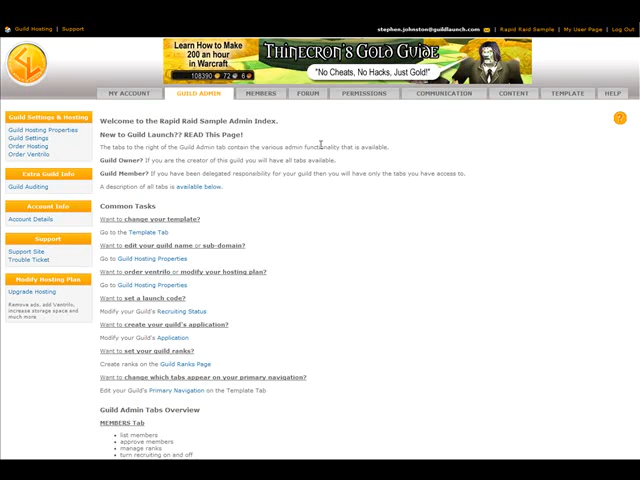 Guild Hosting | Support
stephen.johnston@guildlaunch.com | Rapid Raid Sample | My User Page | Log Out
Learn How to Make
200 an
hour in
Warcraft
108390 72 6
THINECRON'S GOLD GUIDE
"No Cheats, No Hacks, Just Gold!"
MY ACCOUNT GUILD ADMIN MEMBERS FORUM PERMISSIONS COMMUNICATION CONTENT TEMPLATE HELP
Guild Settings & Hosting
Guild Hosting Properties
Guild Settings
Order Hosting
Order Ventrilo
Extra Guild Info
Guild Auditing
Account Info
Account Details
Support
Support Site
Trouble Ticket
Modify Hosting Plan
Upgrade Hosting
Remove ads, add Ventrilo,
increase storage space and
much more
?
Welcome to the Rapid Raid Sample Admin Index.
New to Guild Launch?? READ This Page!
The tabs to the right of the Guild Admin tab contain the various admin functionality that is available.
Guild Owner? If you are the creator of this guild you will have all tabs available.
Guild Member? If you have been delegated responsibility for your guild then you will have only the tabs you have access to.
A description of all tabs is available below.
Common Tasks
Want to change your template?
Go to the Template Tab
Want to edit your guild name or sub-domain?
Go to Guild Hosting Properties
Want to order ventrilo or modify your hosting plan?
Go to Guild Hosting Properties
Want to set a launch code?
Modify your Guild's Recruiting Status
Want to create your guild's application?
Modify your Guild's Application
Want to set your guild ranks?
Create ranks on the Guild Ranks Page
Want to change which tabs appear on your primary navigation?
Edit your Guild's Primary Navigation on the Template Tab
Guild Admin Tabs Overview
MEMBERS Tab
• list members
• approve members
• manage ranks
• turn recruiting on and off